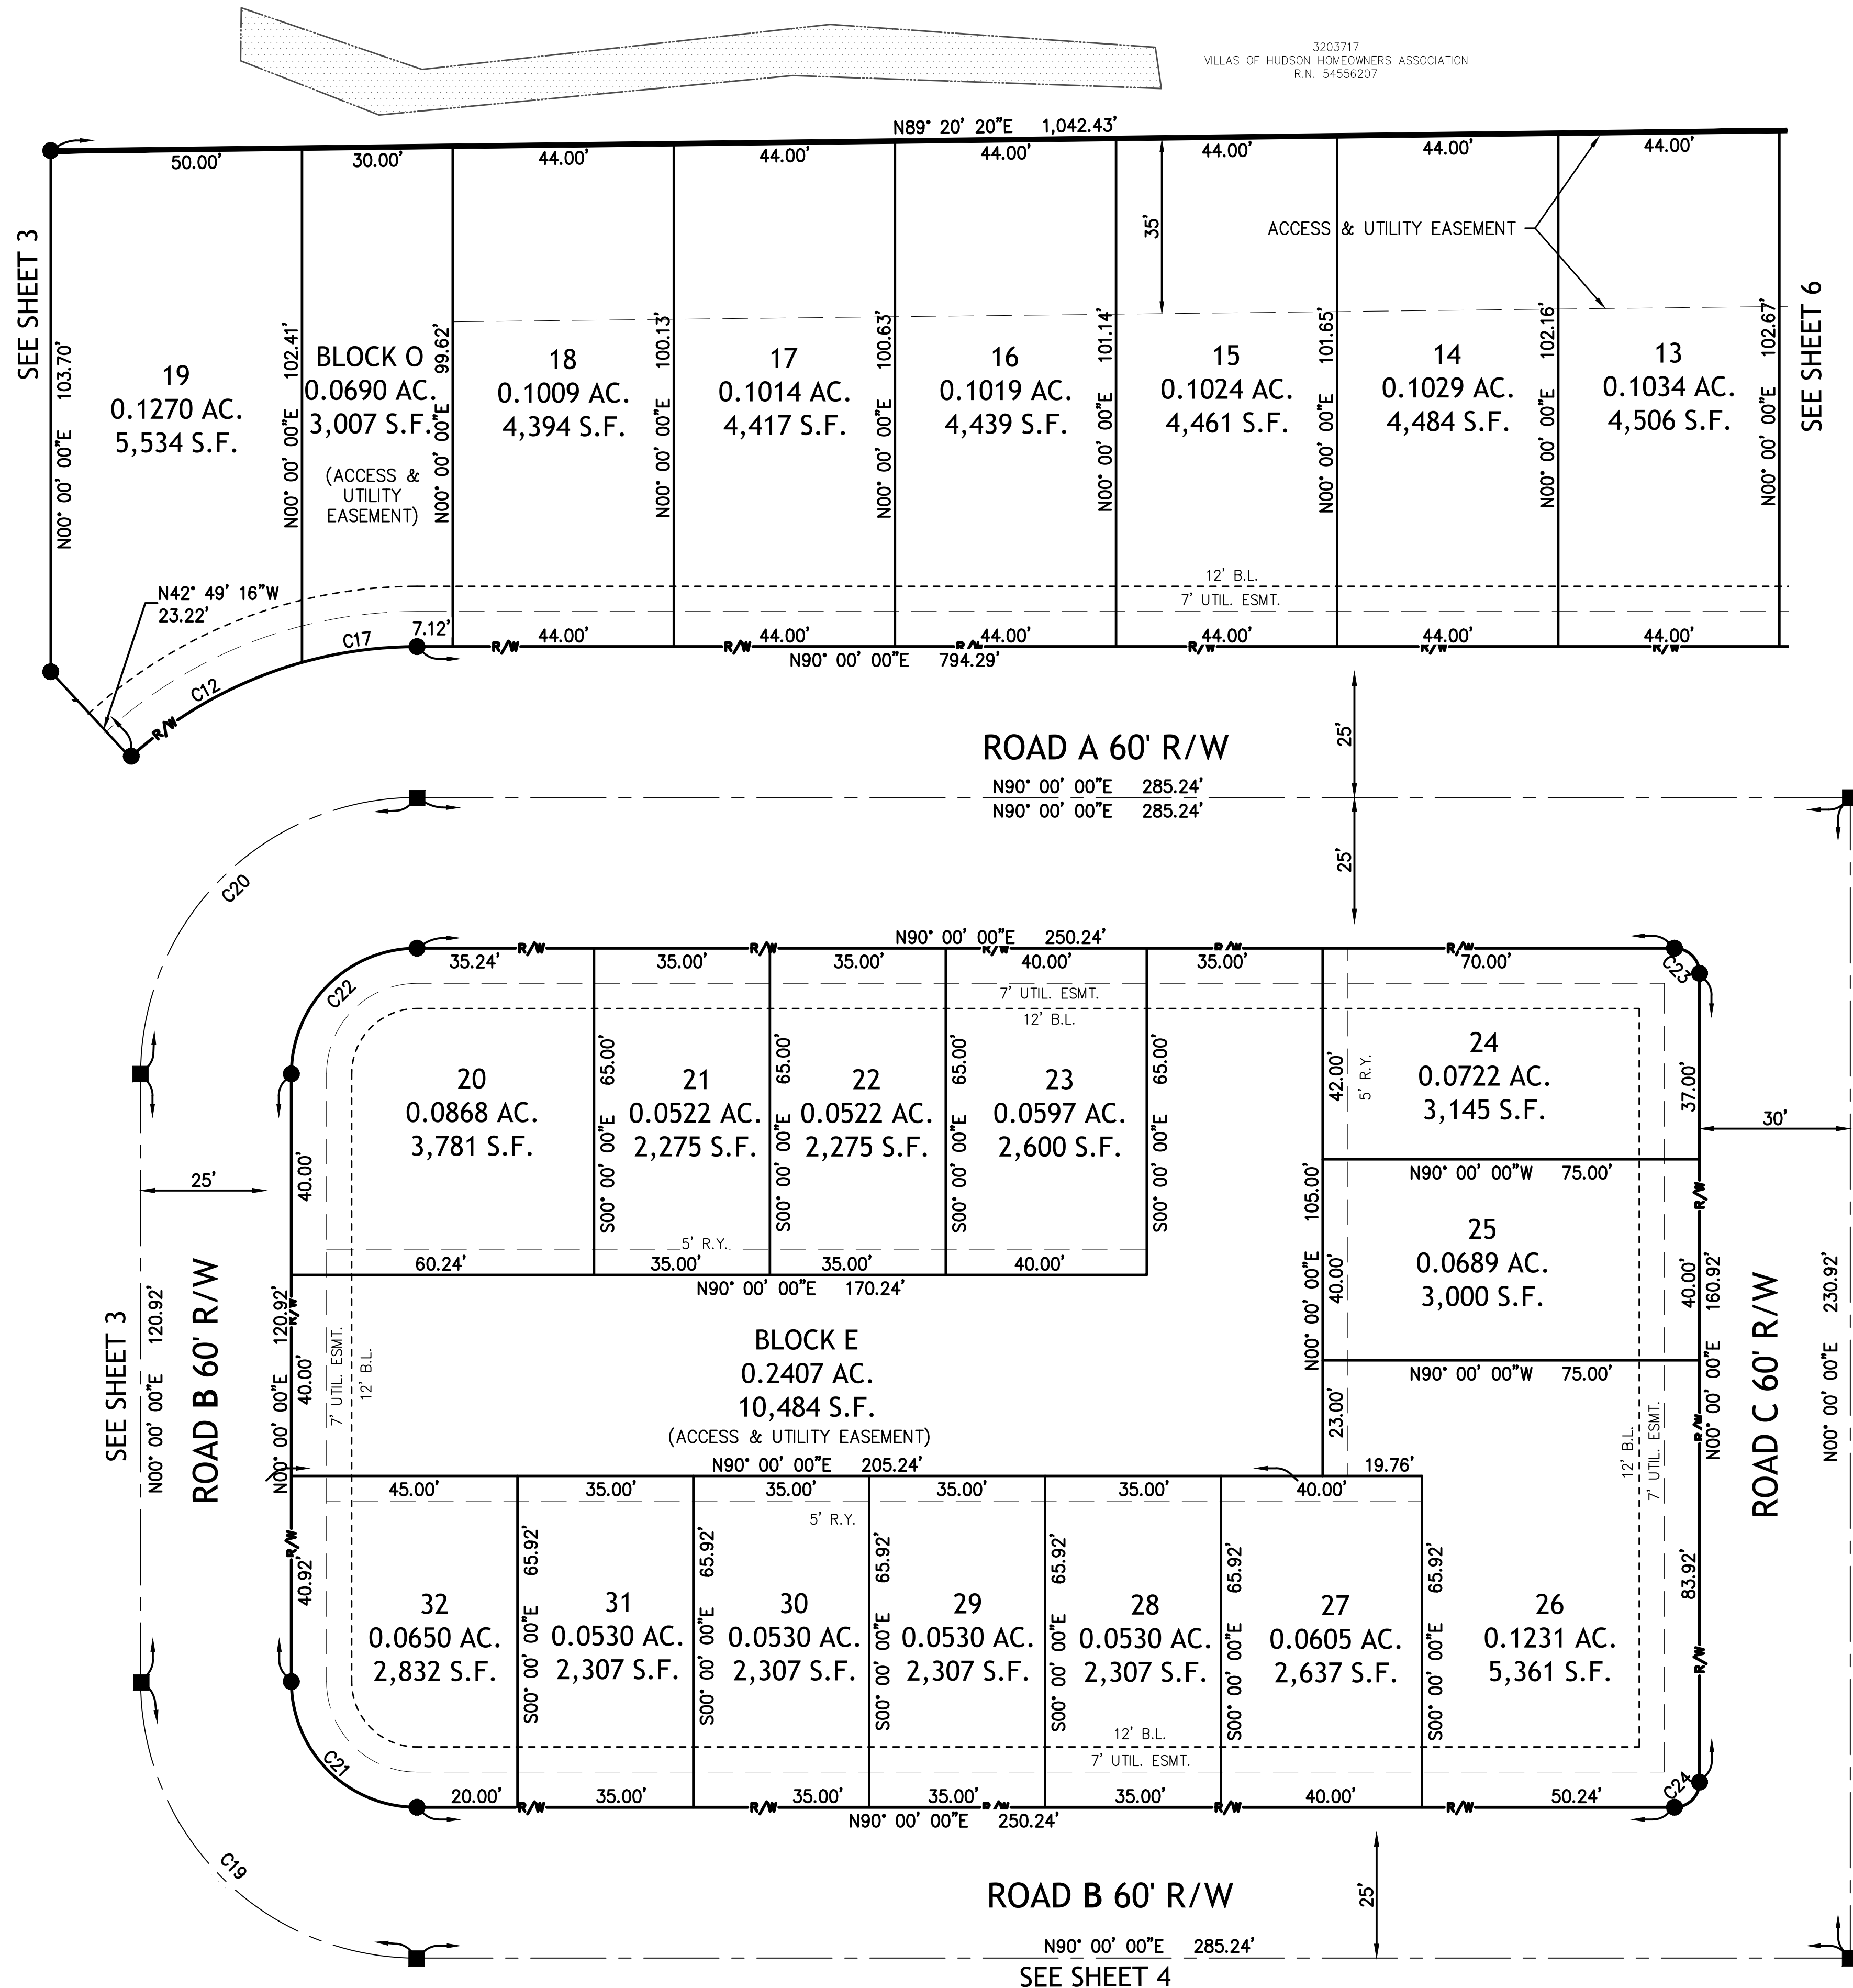 3203717
VILLAS OF HUDSON HOMEOWNERS ASSOCIATION
R.N. 54556207
N89° 20' 20"E 1,042.43'
50.00'
30.00'
44.00'
44.00'
44.00'
44.00'
44.00'
44.00'
SEE SHEET 3
N00° 00' 00"E 103.70'
19
0.1270 AC.
5,534 S.F.
N00° 00' 00"E 102.41'
BLOCK O
0.0690 AC.
3,007 S.F.
(ACCESS &
UTILITY
EASEMENT)
N00° 00' 00"E 99.62'
18
0.1009 AC.
4,394 S.F.
N00° 00' 00"E 100.13'
17
0.1014 AC.
4,417 S.F.
N00° 00' 00"E 100.63'
16
0.1019 AC.
4,439 S.F.
N00° 00' 00"E 101.14'
35'
ACCESS & UTILITY EASEMENT
15
0.1024 AC.
4,461 S.F.
N00° 00' 00"E 101.65'
14
0.1029 AC.
4,484 S.F.
N00° 00' 00"E 102.16'
13
0.1034 AC.
4,506 S.F.
N00° 00' 00"E 102.67'
SEE SHEET 6
N42° 49' 16"W
23.22'
12' B.L.
7' UTIL. ESMT.
R/W
C12
C17
7.12'
44.00'
44.00'
44.00'
44.00'
44.00'
44.00'
R/W
R/W
R/W
R/W
R/W
R/W
N90° 00' 00"E 794.29'
25'
ROAD A 60' R/W
N90° 00' 00"E 285.24'
N90° 00' 00"E 285.24'
25'
C20
N90° 00' 00"E 250.24'
R/W
R/W
R/W
R/W
R/W
35.24'
35.00'
35.00'
40.00'
35.00'
70.00'
C22
C23
7' UTIL. ESMT.
12' B.L.
20
0.0868 AC.
3,781 S.F.
S00° 00' 00"E 65.00'
21
0.0522 AC.
2,275 S.F.
S00° 00' 00"E 65.00'
22
0.0522 AC.
2,275 S.F.
S00° 00' 00"E 65.00'
23
0.0597 AC.
2,600 S.F.
S00° 00' 00"E 65.00'
42.00'
5' R.Y.
24
0.0722 AC.
3,145 S.F.
37.00'
30'
N90° 00' 00"W 75.00'
25'
40.00'
5' R.Y.
60.24'
35.00'
35.00'
40.00'
N90° 00' 00"E 170.24'
N00° 00' 00"E 105.00'
40.00'
25
0.0689 AC.
3,000 S.F.
N90° 00' 00"W 75.00'
R/W
40.00'
N00° 00' 00"E 160.92'
R/W
ROAD C 60' R/W
N00° 00' 00"E 230.92'
SEE SHEET 3
N00° 00' 00"E 120.92'
ROAD B 60' R/W
N00° 00' 00"E 120.92'
R/W
40.00'
7' UTIL. ESMT.
12' B.L.
BLOCK E
0.2407 AC.
10,484 S.F.
(ACCESS & UTILITY EASEMENT)
23.00'
12' B.L.
7' UTIL. ESMT.
N90° 00' 00"E 205.24'
19.76'
45.00'
35.00'
35.00'
35.00'
35.00'
40.00'
5' R.Y.
R/W
40.92'
32
0.0650 AC.
2,832 S.F.
S00° 00' 00"E 65.92'
31
0.0530 AC.
2,307 S.F.
S00° 00' 00"E 65.92'
30
0.0530 AC.
2,307 S.F.
S00° 00' 00"E 65.92'
29
0.0530 AC.
2,307 S.F.
S00° 00' 00"E 65.92'
28
0.0530 AC.
2,307 S.F.
S00° 00' 00"E 65.92'
27
0.0605 AC.
2,637 S.F.
S00° 00' 00"E 65.92'
26
0.1231 AC.
5,361 S.F.
83.92'
R/W
12' B.L.
7' UTIL. ESMT.
C21
C24
20.00'
35.00'
35.00'
35.00'
35.00'
40.00'
50.24'
R/W
R/W
R/W
R/W
R/W
N90° 00' 00"E 250.24'
C19
ROAD B 60' R/W
25'
N90° 00' 00"E 285.24'
SEE SHEET 4